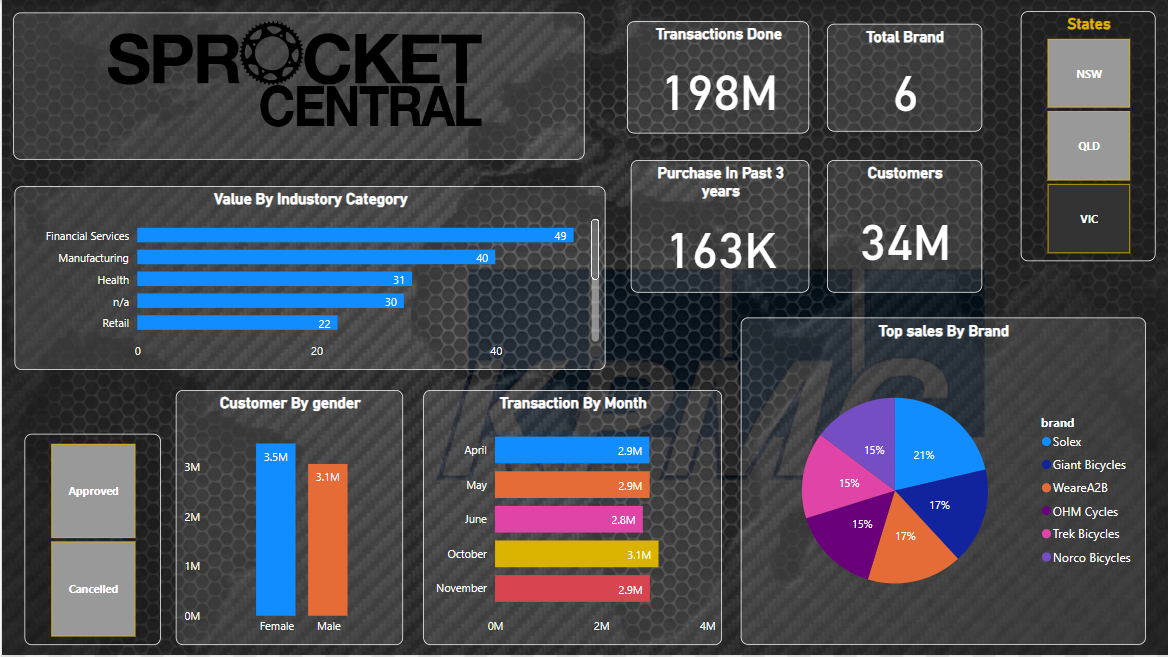 SPROCKET
CENTRAL
Transactions Done
198M
Total Brand
6
States
NSW
QLD
VIC
Purchase In Past 3
years
163K
Customers
34M
Value By Industory Category
Financial Services 49
Manufacturing 40
Health 31
n/a 30
Retail 22
0 20 40
Approved
Cancelled
Customer By gender
3M
2M
1M
0M
3.5M 3.1M
Female Male
Transaction By Month
April 2.9M
May 2.9M
June 2.8M
October 3.1M
November 2.9M
0M 2M 4M
Top sales By Brand
21%
17%
17%
15%
15%
15%
brand
Solex
Giant Bicycles
WeareA2B
OHM Cycles
Trek Bicycles
Norco Bicycles
KPMG